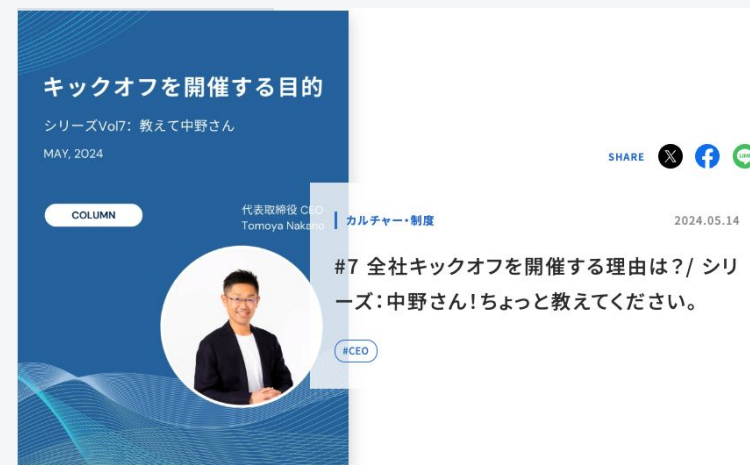 キックオフを開催する目的
シリーズVol7：教えて中野さん
MAY, 2024
COLUMN
代表取締役 CEO
Tomoya Nakano
SHARE
LINE
カルチャー・制度
2024.05.14
#7 全社キックオフを開催する理由は？/ シリ
ーズ：中野さん！ちょっと教えてください。
#CEO